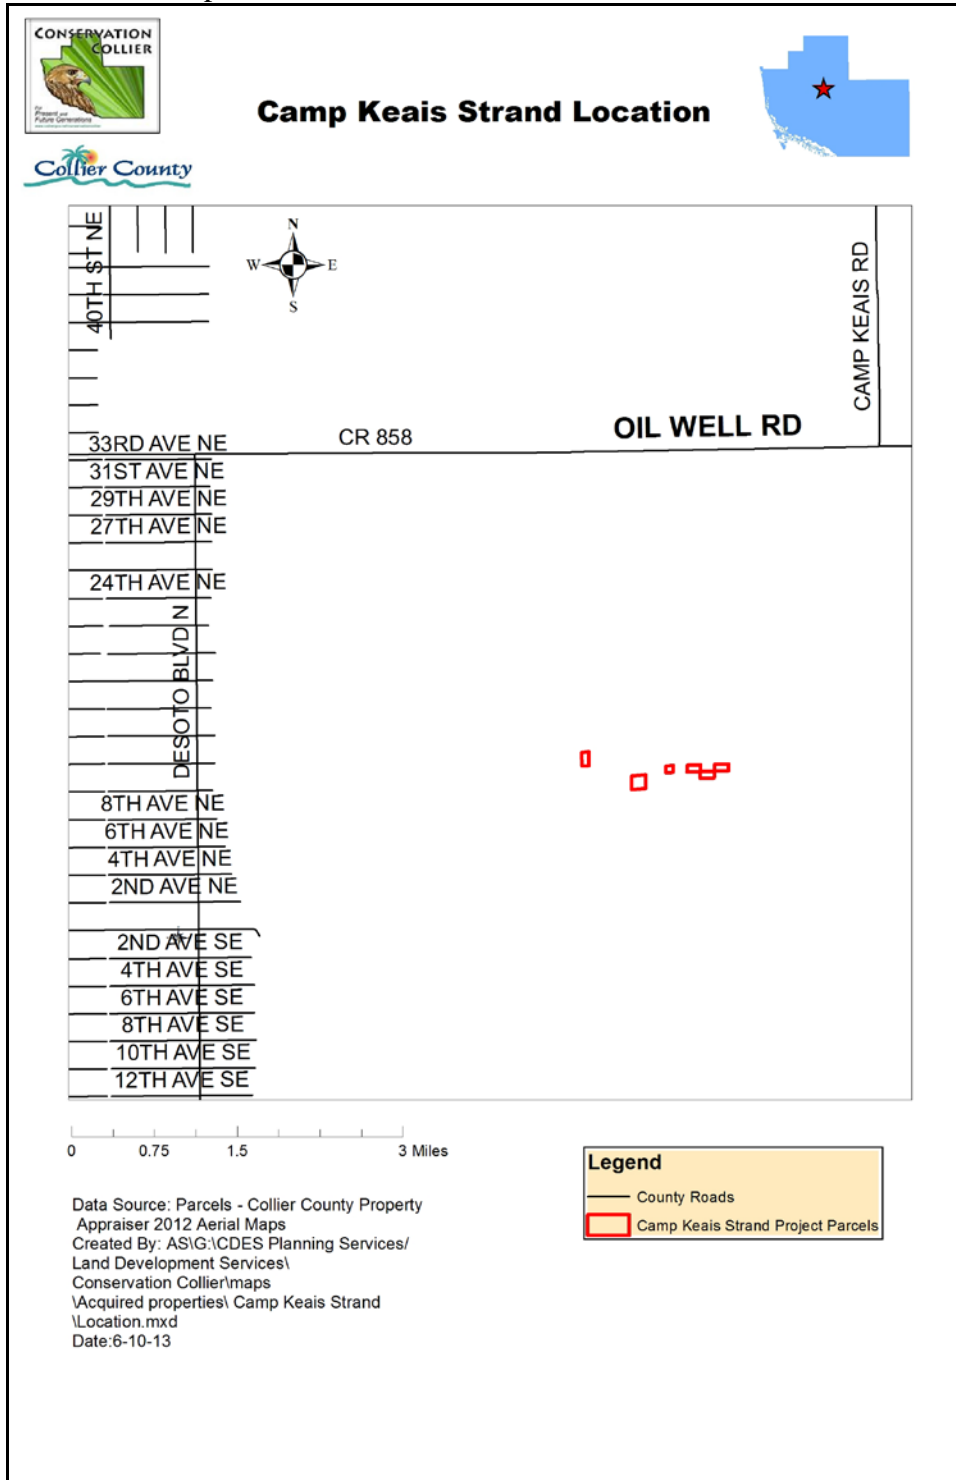 CONSERVATION
COLLIER
For
Present and
Future Generations
Collier County
Camp Keais Strand Location
N
W
E
S
40TH ST NE
CAMP KEAIS RD
OIL WELL RD
CR 858
33RD AVE NE
31ST AVE NE
29TH AVE NE
27TH AVE NE
24TH AVE NE
DESOTO BLVD N
8TH AVE NE
6TH AVE NE
4TH AVE NE
2ND AVE NE
2ND AVE SE
4TH AVE SE
6TH AVE SE
8TH AVE SE
10TH AVE SE
12TH AVE SE
0 0.75 1.5 3 Miles
Legend
County Roads
Camp Keais Strand Project Parcels
Data Source: Parcels - Collier County Property
Appraiser 2012 Aerial Maps
Created By: AS\G:\CDES Planning Services/
Land Development Services\
Conservation Collier\maps
\Acquired properties\ Camp Keais Strand
\Location.mxd
Date:6-10-13